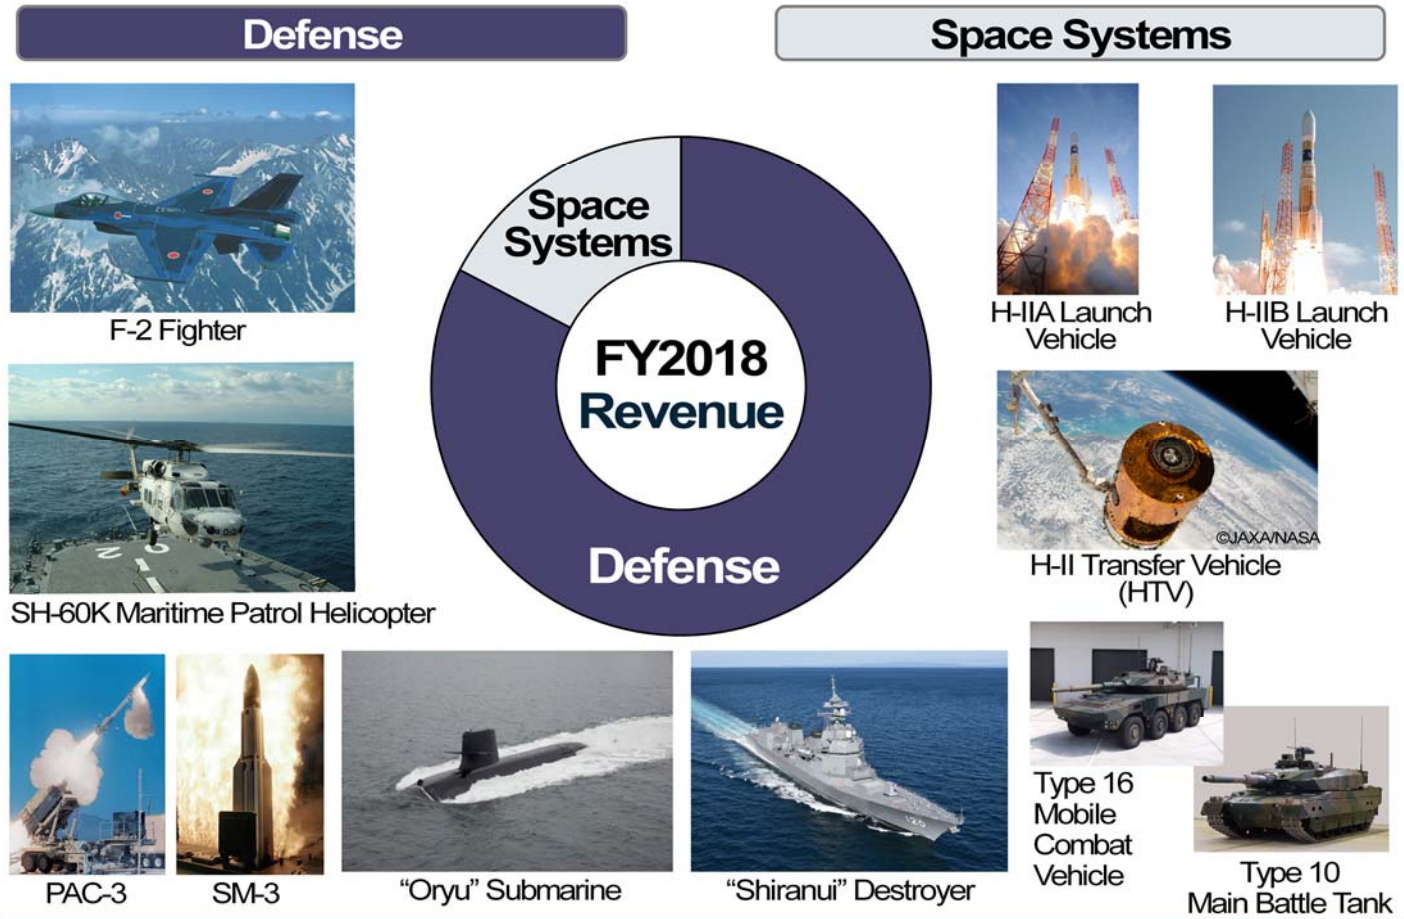 Defense
Space Systems
F-2 Fighter
SH-60K Maritime Patrol Helicopter
Space
Systems
FY2018
Revenue
Defense
H-IIA Launch
Vehicle
H-IIB Launch
Vehicle
©JAXA/NASA
H-II Transfer Vehicle
(HTV)
PAC-3
SM-3
“Oryu” Submarine
120
“Shiranui” Destroyer
Type 16
Mobile
Combat
Vehicle
Type 10
Main Battle Tank